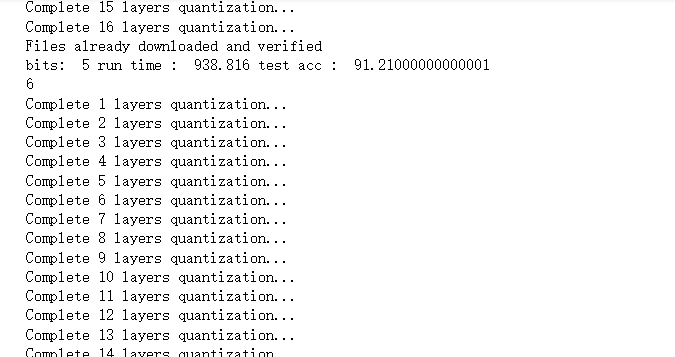 Complete 15 layers quantization...
Complete 16 layers quantization...
Files already downloaded and verified
bits:  5 run time :  938.816 test acc :  91.21000000000001
6
Complete 1 layers quantization...
Complete 2 layers quantization...
Complete 3 layers quantization...
Complete 4 layers quantization...
Complete 5 layers quantization...
Complete 6 layers quantization...
Complete 7 layers quantization...
Complete 8 layers quantization...
Complete 9 layers quantization...
Complete 10 layers quantization...
Complete 11 layers quantization...
Complete 12 layers quantization...
Complete 13 layers quantization...
Complete 14 layers quantization...